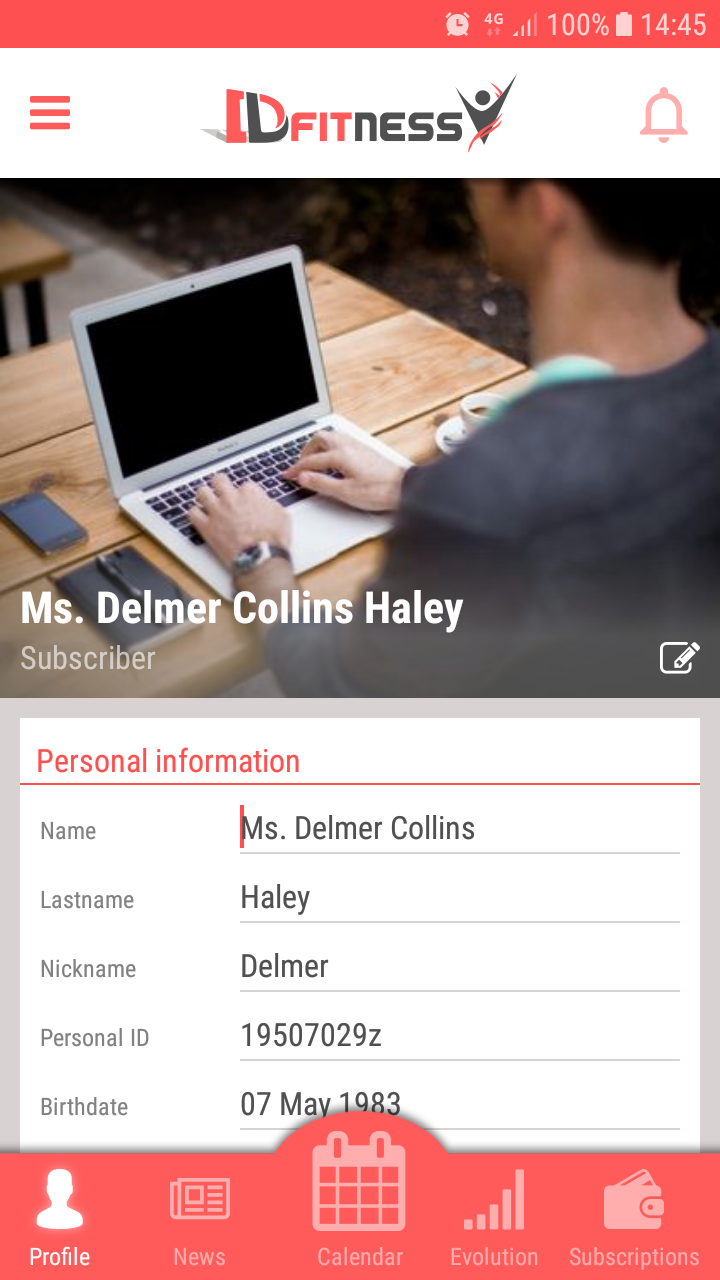 4G 100% 14:45
IDFITNESS
Ms. Delmer Collins Haley
Subscriber
Personal information
Name Ms. Delmer Collins
Lastname Haley
Nickname Delmer
Personal ID 19507029z
Birthdate 07 May 1983
Profile News Calendar Evolution Subscriptions